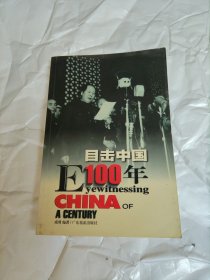 目击中国
100年
Eyewitnessing
CHINA OF
A CENTURY